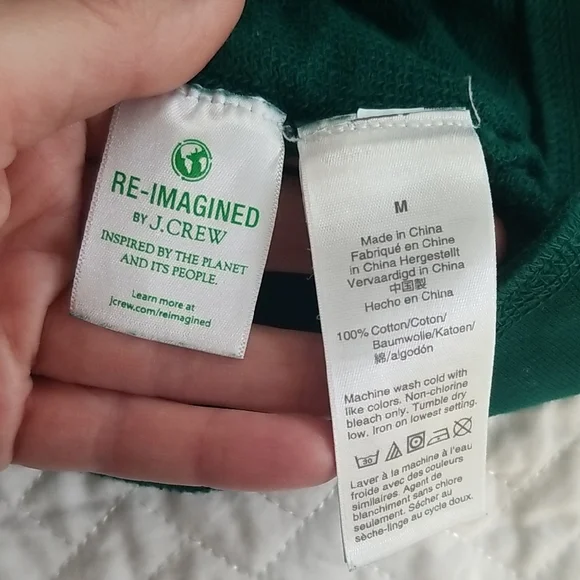 RE-IMAGINED
BY J.CREW
INSPIRED BY THE PLANET
AND ITS PEOPLE.
Learn more at
jcrew.com/reimagined
M
Made in China
Fabriqué en Chine
in China Hergestellt
Vervaardigd in China
中国製
Hecho en China
100% Cotton/Coton/
Baumwolle/Katoen/
綿/algodón
Machine wash cold with
like colors. Non-chlorine
bleach only. Tumble dry
low. Iron on lowest setting.
30
Laver à la machine à l'eau
froide avec des couleurs
similaires. Agent de
blanchiment sans chlore
seulement. Sécher au
sèche-linge au cycle doux.